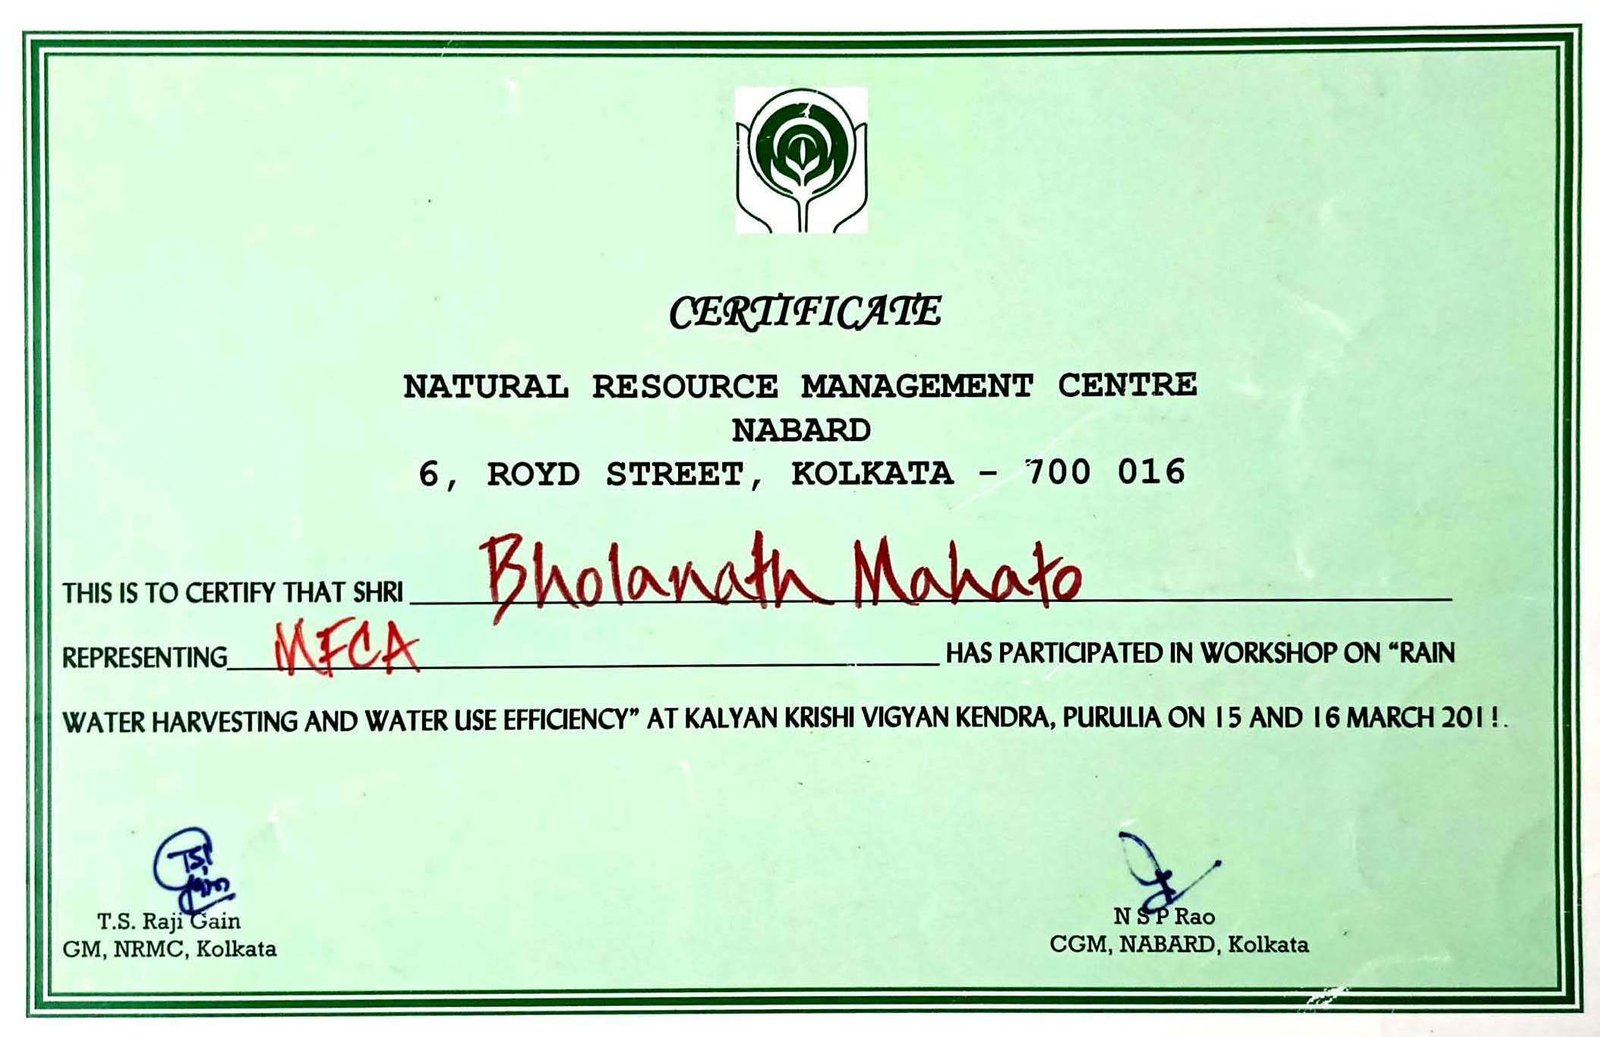 CERTIFICATE
NATURAL RESOURCE MANAGEMENT CENTRE
NABARD
6, ROYD STREET, KOLKATA - 700 016
THIS IS TO CERTIFY THAT SHRI Bholanath Mahato
REPRESENTING MFCA HAS PARTICIPATED IN WORKSHOP ON “RAIN
WATER HARVESTING AND WATER USE EFFICIENCY” AT KALYAN KRISHI VIGYAN KENDRA, PURULIA ON 15 AND 16 MARCH 2011.
T.S. Raji Gain
GM, NRMC, Kolkata
N S P Rao
CGM, NABARD, Kolkata